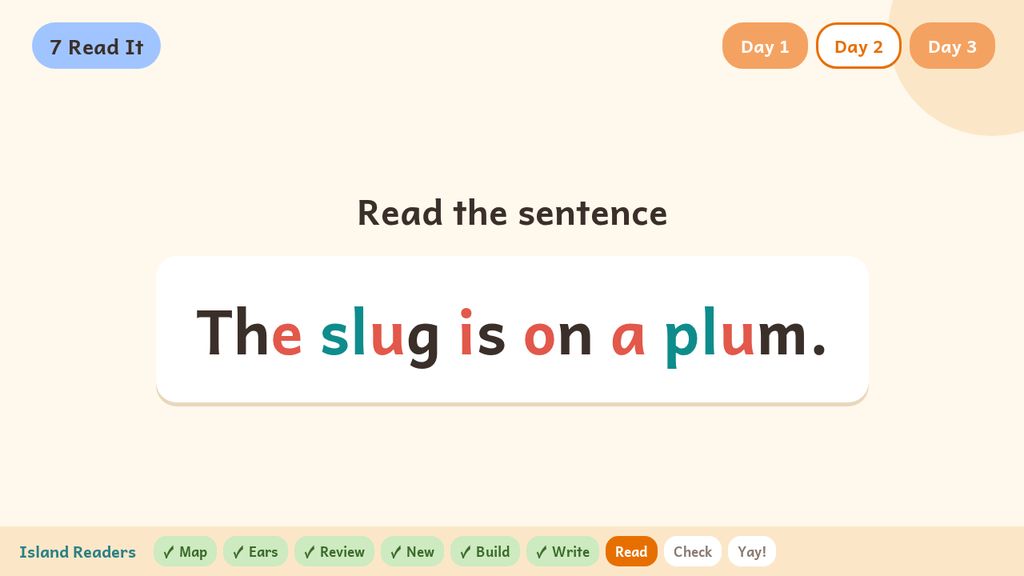 7 Read It
Day 1 Day 2 Day 3
Read the sentence
The slug is on a plum.
Island Readers ✓ Map ✓ Ears ✓ Review ✓ New ✓ Build ✓ Write Read Check Yay!